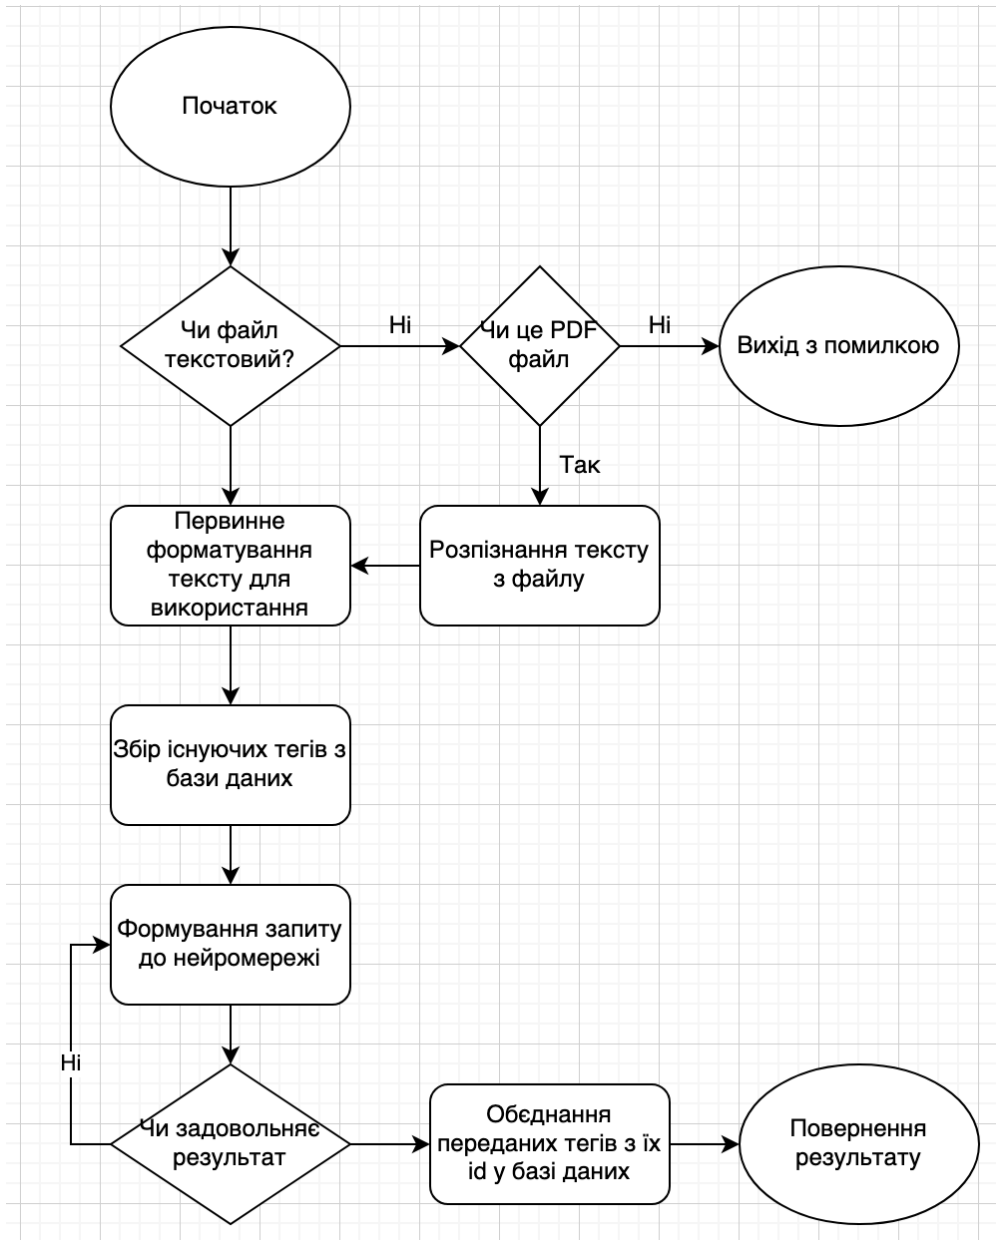 Початок
Чи файл
текстовий?
Ні
Чи це PDF
файл
Ні
Вихід з помилкою
Так
Первинне
форматування
тексту для
використання
Розпізнання тексту
з файлу
Збір існуючих тегів з
бази даних
Формування запиту
до нейромережі
Ні
Чи задовольняє
результат
Обєднання
переданих тегів з їх
id у базі даних
Повернення
результату